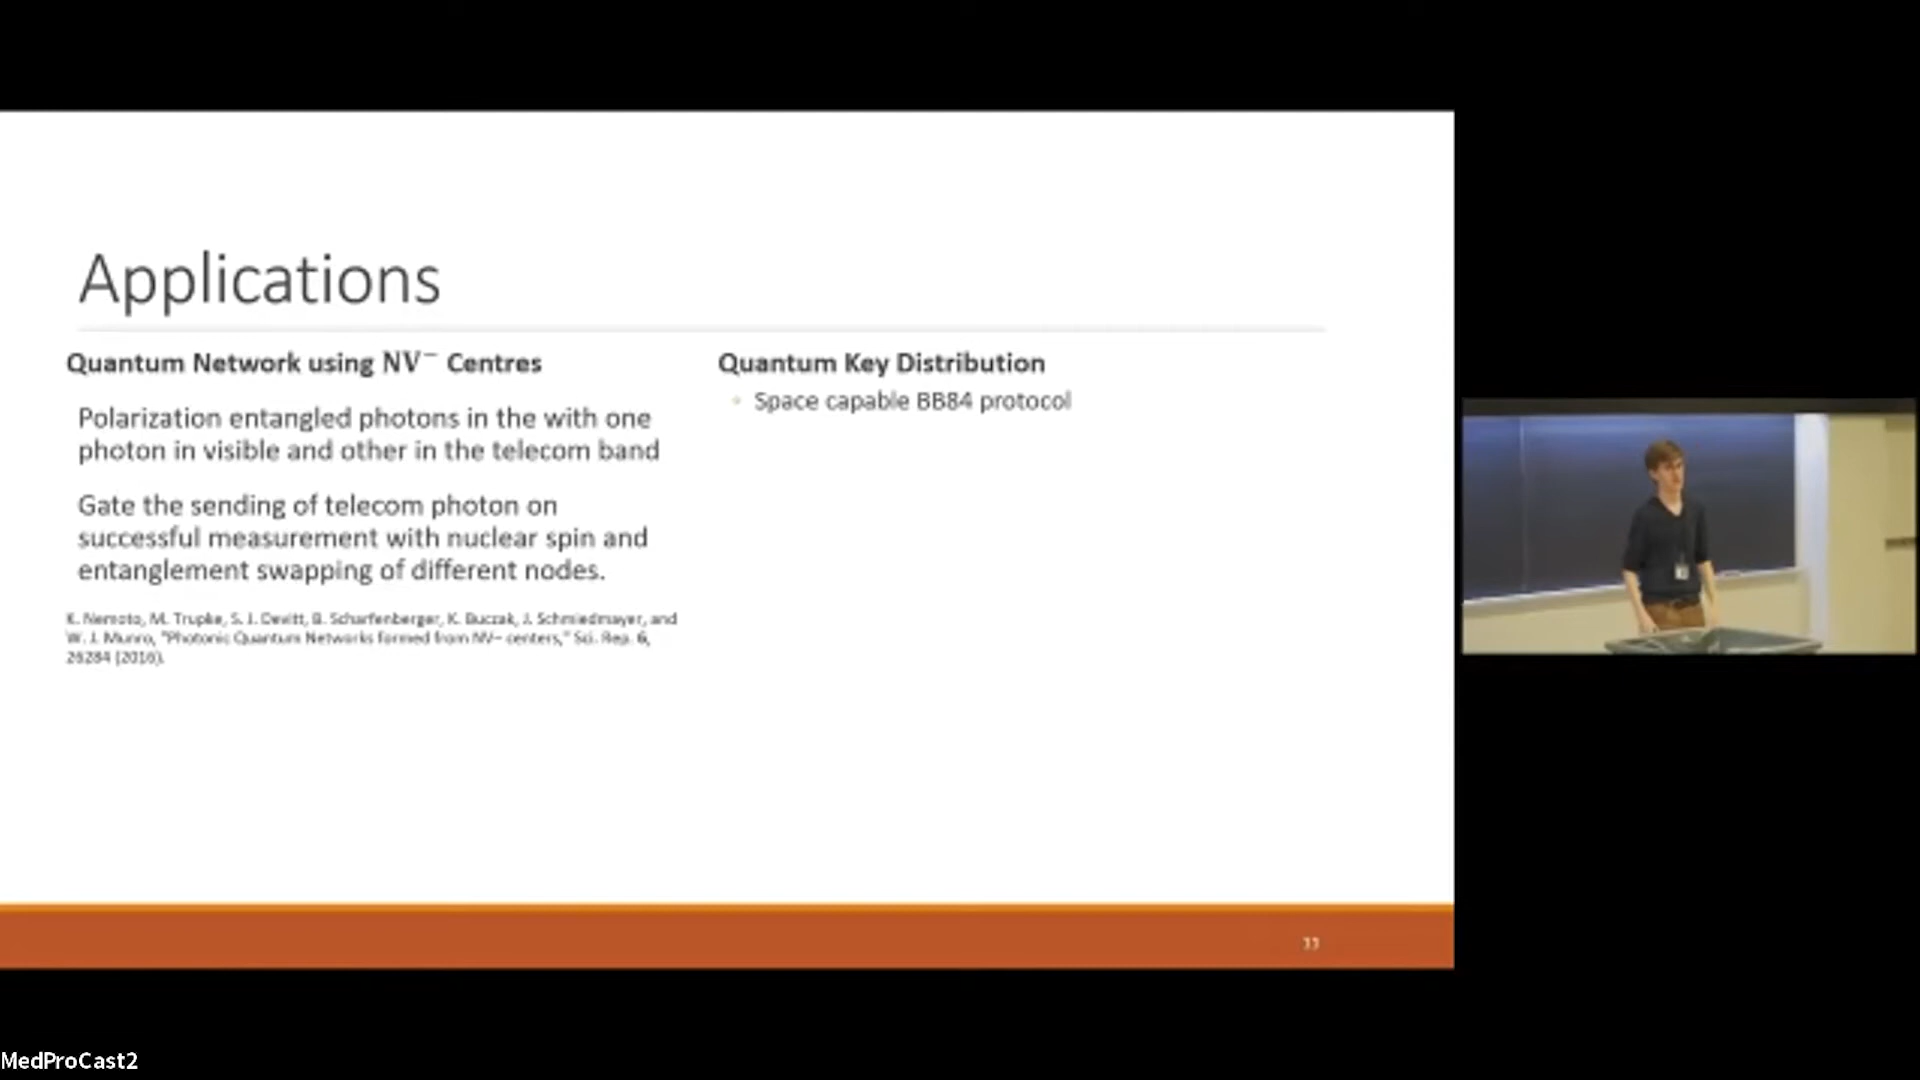 Applications
Quantum Network using NV⁻ Centres
Polarization entangled photons in the with one
photon in visible and other in the telecom band
Gate the sending of telecom photon on
successful measurement with nuclear spin and
entanglement swapping of different nodes.
K. Nemoto, M. Trupke, S. J. Devitt, B. Scharfenberger, K. Buczak, J. Schmiedmayer, and
W. J. Munro, "Photonic Quantum Networks formed from NV− centers," Sci. Rep. 6,
26284 (2016).
Quantum Key Distribution
Space capable BB84 protocol
MedProCast2